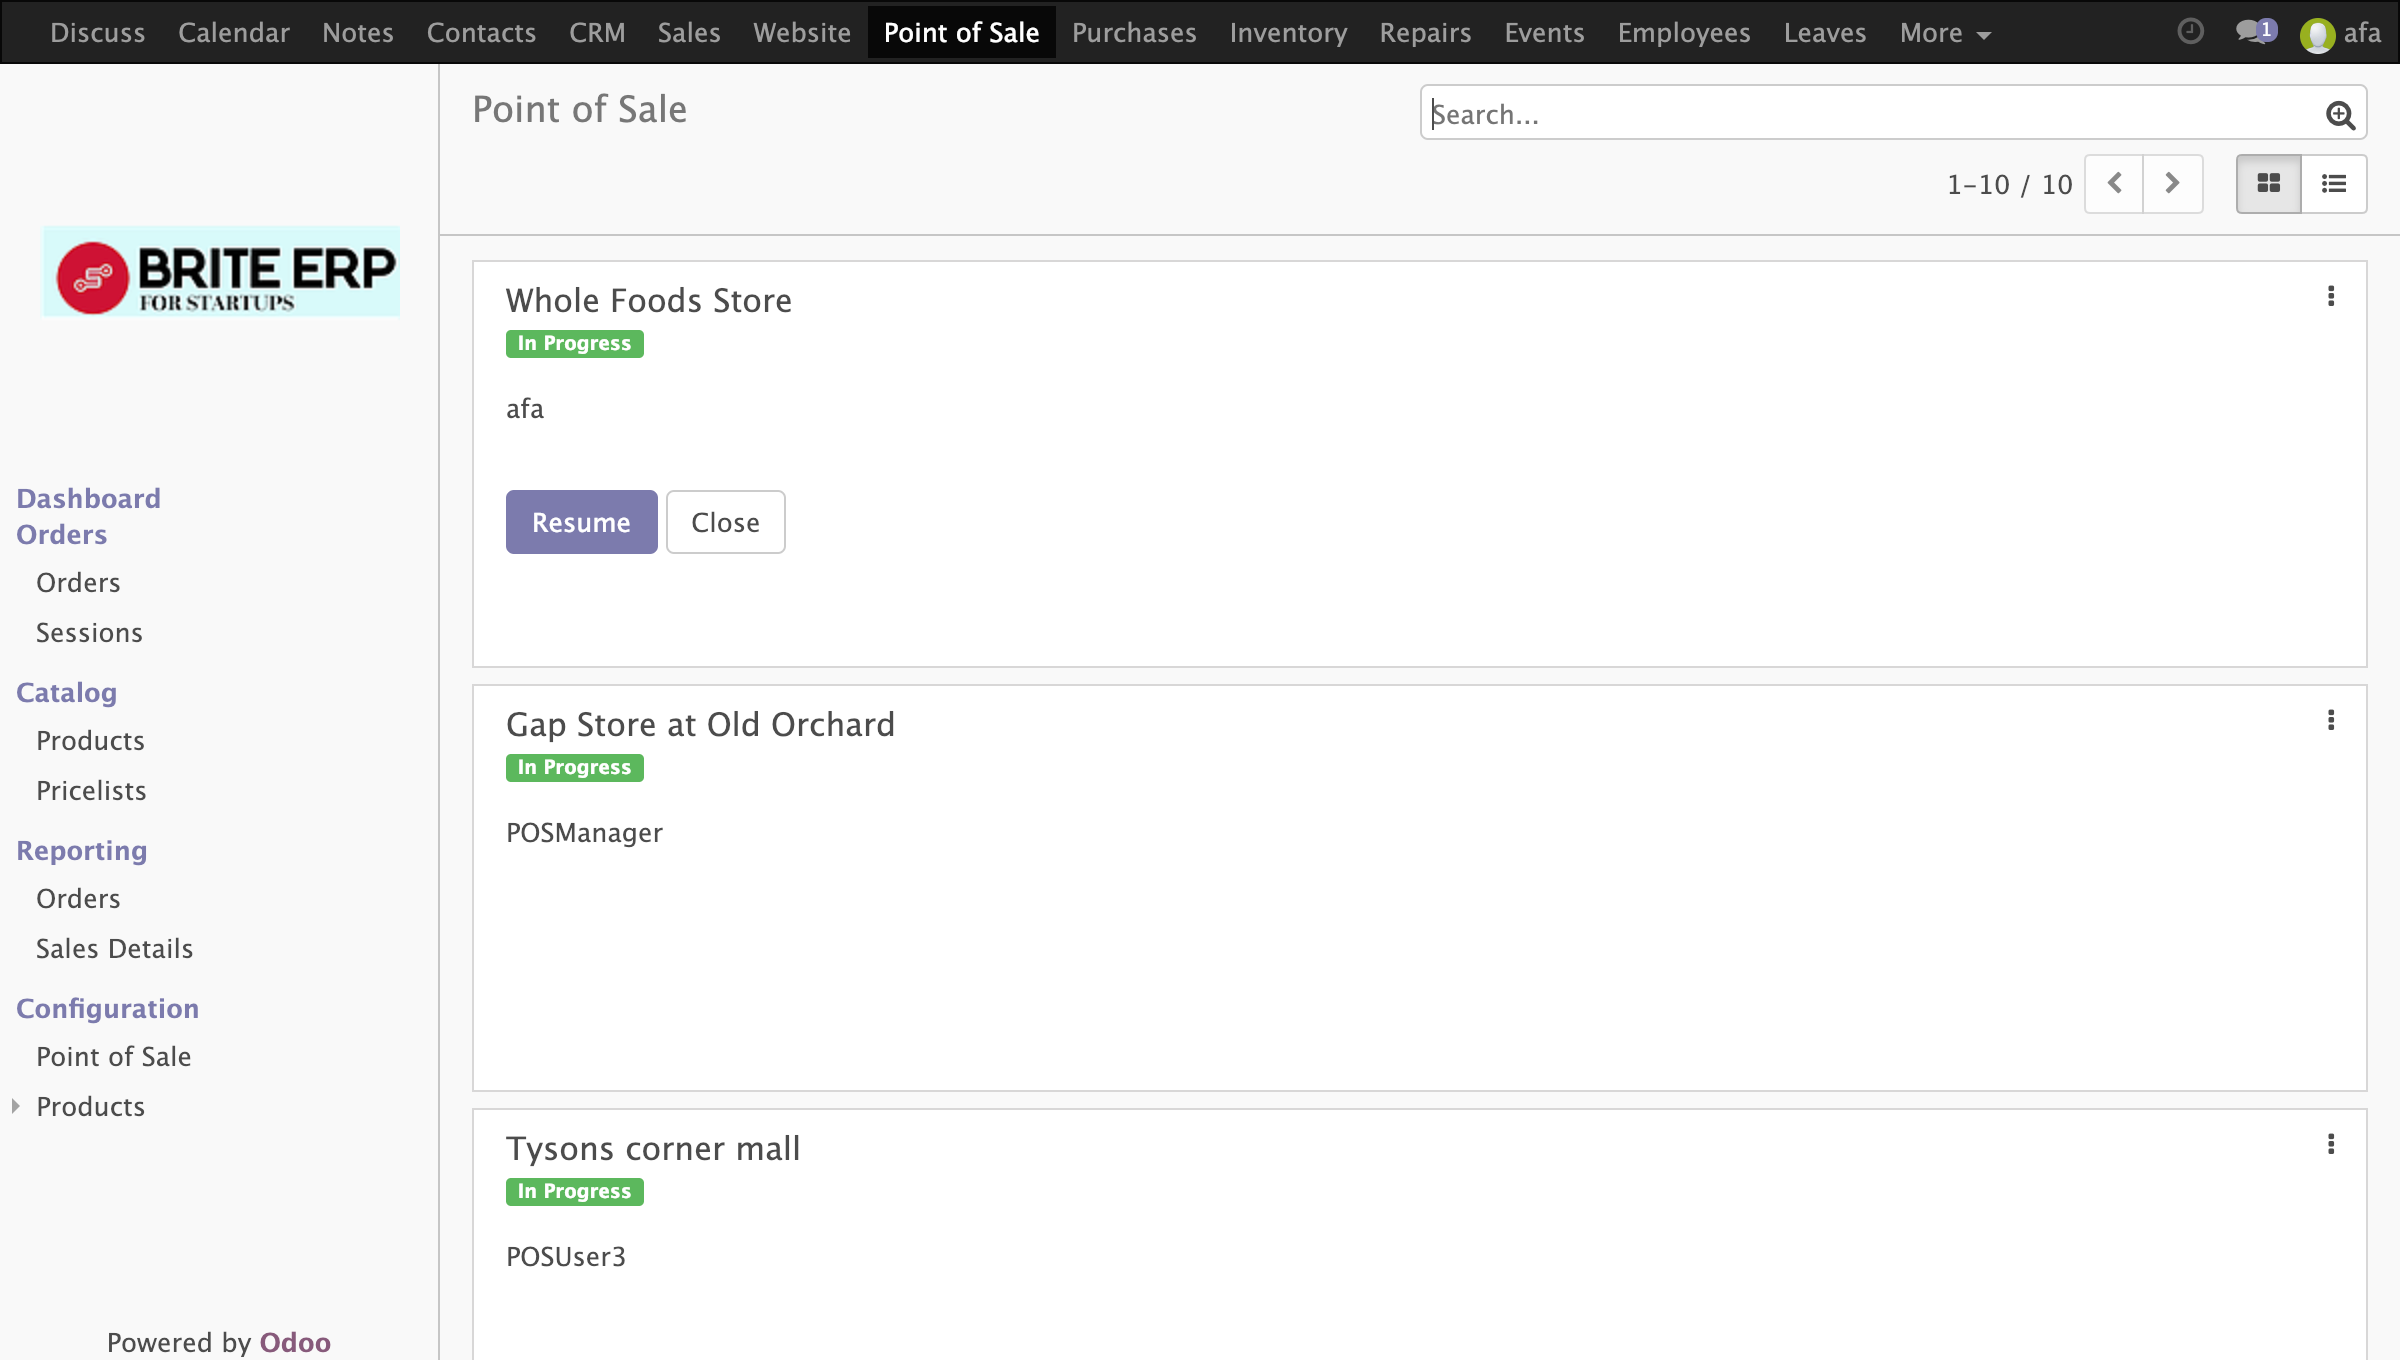 Discuss Calendar Notes Contacts CRM Sales Website Point of Sale Purchases Inventory Repairs Events Employees Leaves More 1 afa
BRITE ERP
FOR STARTUPS
Dashboard
Orders
Orders
Sessions
Catalog
Products
Pricelists
Reporting
Orders
Sales Details
Configuration
Point of Sale
Products
Powered by Odoo
Point of Sale
Search...
1-10 / 10
Whole Foods Store
In Progress
afa
Resume Close
Gap Store at Old Orchard
In Progress
POSManager
Tysons corner mall
In Progress
POSUser3